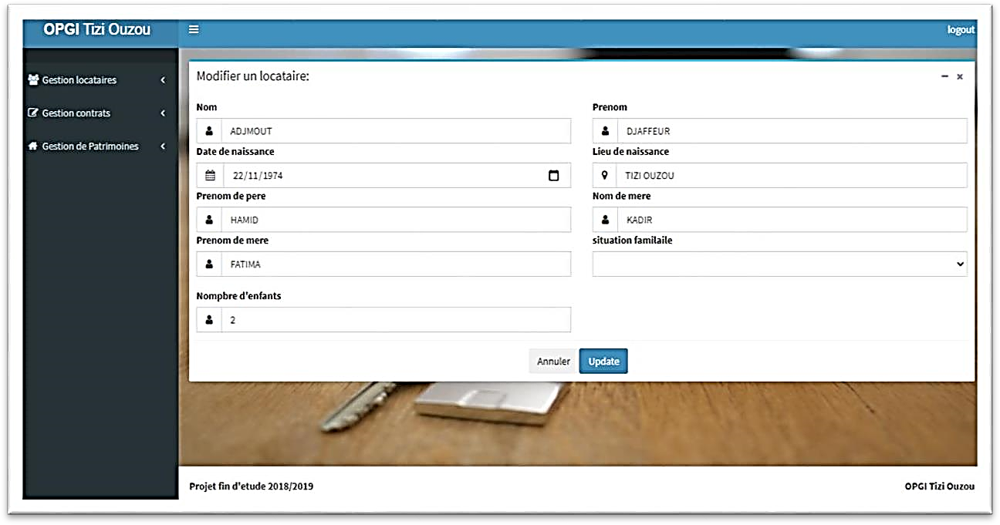 OPGI Tizi Ouzou
logout
Gestion locataires
Gestion contrats
Gestion de Patrimoines
Modifier un locataire:
Nom
Prenom
ADJMOUT
DJAFFEUR
Date de naissance
Lieu de naissance
22/11/1974
TIZI OUZOU
Prenom de pere
Nom de mere
HAMID
KADIR
Prenom de mere
situation familaile
FATIMA
Nompbre d'enfants
2
Annuler
Update
Projet fin d'etude 2018/2019
OPGI Tizi Ouzou